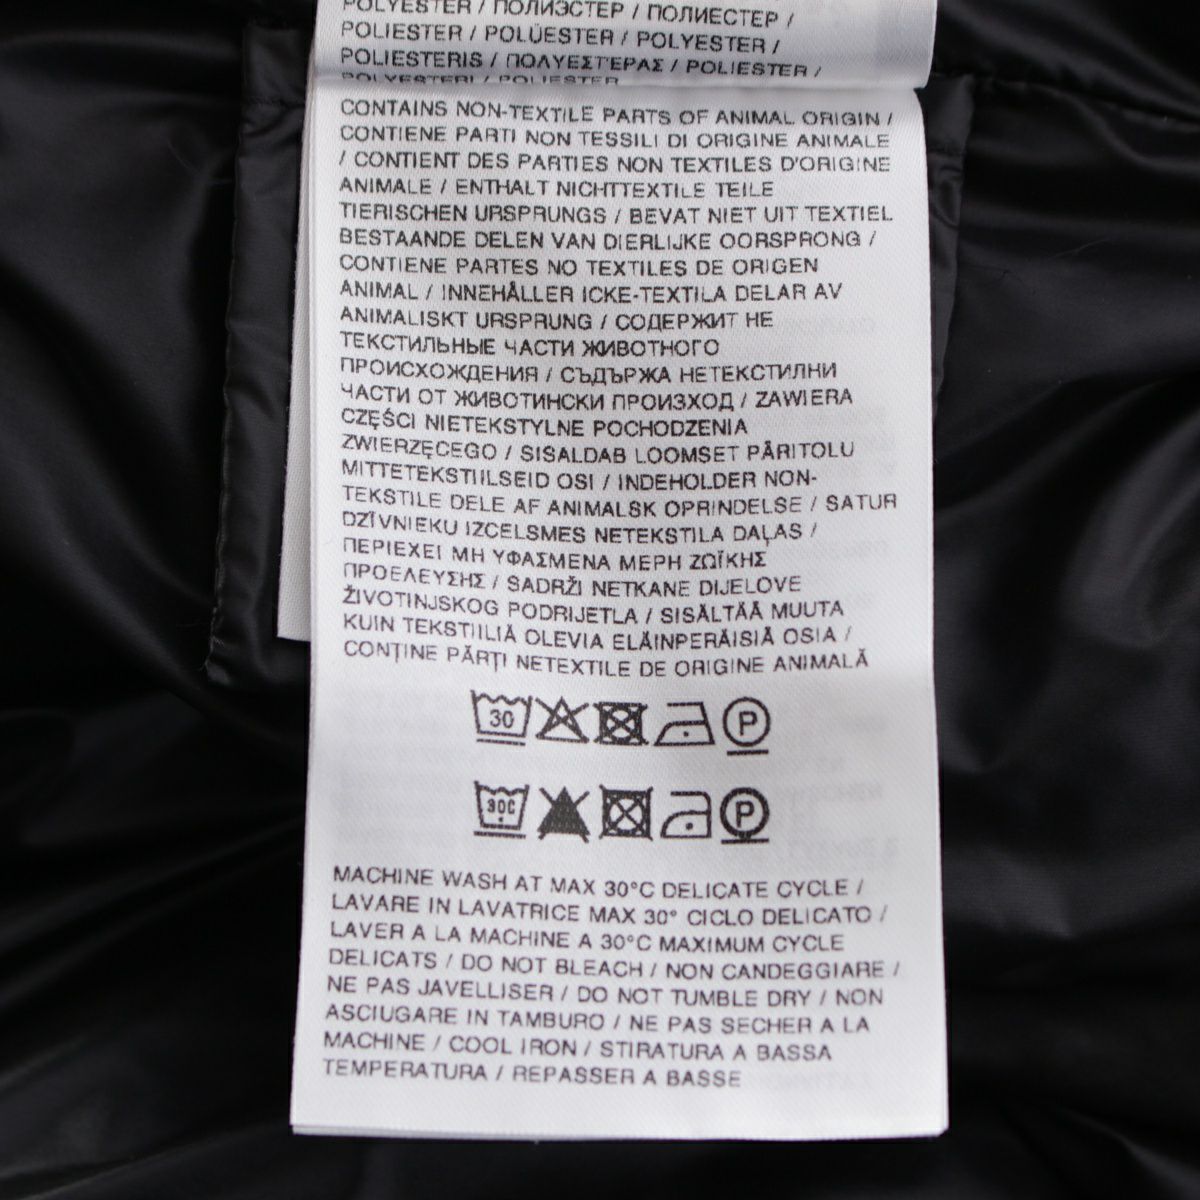 POLYESTER / ПОЛИЭСТЕР / ПОЛИЕСТЕР /
POLIESTER / POLÜESTER / POLYESTER /
POLIESTERIS / ΠΟΛΥΕΣΤΕΡΑΣ / POLIESTER /
POLYESTERI / POLIESTER
CONTAINS NON-TEXTILE PARTS OF ANIMAL ORIGIN /
CONTIENE PARTI NON TESSILI DI ORIGINE ANIMALE
/ CONTIENT DES PARTIES NON TEXTILES D'ORIGINE
ANIMALE / ENTHALT NICHTTEXTILE TEILE
TIERISCHEN URSPRUNGS / BEVAT NIET UIT TEXTIEL
BESTAANDE DELEN VAN DIERLIJKE OORSPRONG /
CONTIENE PARTES NO TEXTILES DE ORIGEN
ANIMAL / INNEHÅLLER ICKE-TEXTILA DELAR AV
ANIMALISKT URSPRUNG / СОДЕРЖИТ НЕ
ТЕКСТИЛЬНЫЕ ЧАСТИ ЖИВОТНОГО
ПРОИСХОЖДЕНИЯ / СЪДЪРЖА НЕТЕКСТИЛНИ
ЧАСТИ ОТ ЖИВОТИНСКИ ПРОИЗХОД / ZAWIERA
CZĘŚCI NIETEKSTYLNE POCHODZENIA
ZWIERZĘCEGO / SISALDAB LOOMSET PÄRITOLU
MITTETEKSTIILSEID OSI / INDEHOLDER NON-
TEKSTILE DELE AF ANIMALSK OPRINDELSE / SATUR
DZĪVNIEKU IZCELSMES NETEKSTILA DAĻAS /
ΠΕΡΙΕΧΕΙ ΜΗ ΥΦΑΣΜΕΝΑ ΜΕΡΗ ΖΩΪΚΗΣ
ΠΡΟΕΛΕΥΣΗΣ / SADRŽI NETKANE DIJELOVE
ŽIVOTINJSKOG PODRIJETLA / SISÄLTÄÄ MUUTA
KUIN TEKSTIILIÄ OLEVIA ELÄINPERÄISIÄ OSIA /
CONȚINE PĂRȚI NETEXTILE DE ORIGINE ANIMALĂ
30 P
30C P
MACHINE WASH AT MAX 30°C DELICATE CYCLE /
LAVARE IN LAVATRICE MAX 30° CICLO DELICATO /
LAVER A LA MACHINE A 30°C MAXIMUM CYCLE
DELICATS / DO NOT BLEACH / NON CANDEGGIARE /
NE PAS JAVELLISER / DO NOT TUMBLE DRY / NON
ASCIUGARE IN TAMBURO / NE PAS SECHER A LA
MACHINE / COOL IRON / STIRATURA A BASSA
TEMPERATURA / REPASSER A BASSE